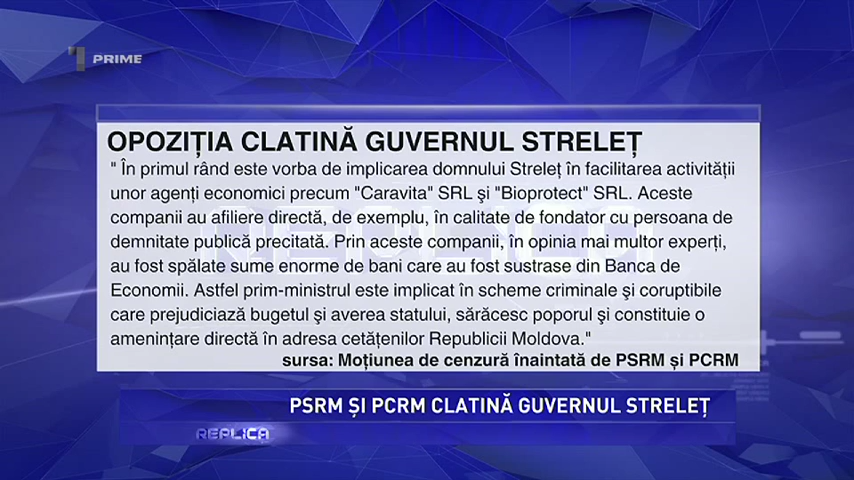 1 PRIME
OPOZIȚIA CLATINĂ GUVERNUL STRELEȚ
" În primul rând este vorba de implicarea domnului Streleț în facilitarea activității
unor agenți economici precum "Caravita" SRL și "Bioprotect" SRL. Aceste
companii au afiliere directă, de exemplu, în calitate de fondator cu persoana de
demnitate publică precitată. Prin aceste companii, în opinia mai multor experți,
au fost spălate sume enorme de bani care au fost sustrase din Banca de
Economii. Astfel prim-ministrul este implicat în scheme criminale și coruptibile
care prejudiciază bugetul și averea statului, sărăcesc poporul și constituie o
amenințare directă în adresa cetățenilor Republicii Moldova."
sursa: Moțiunea de cenzură înaintată de PSRM și PCRM
PSRM ȘI PCRM CLATINĂ GUVERNUL STRELEȚ
REPLICA